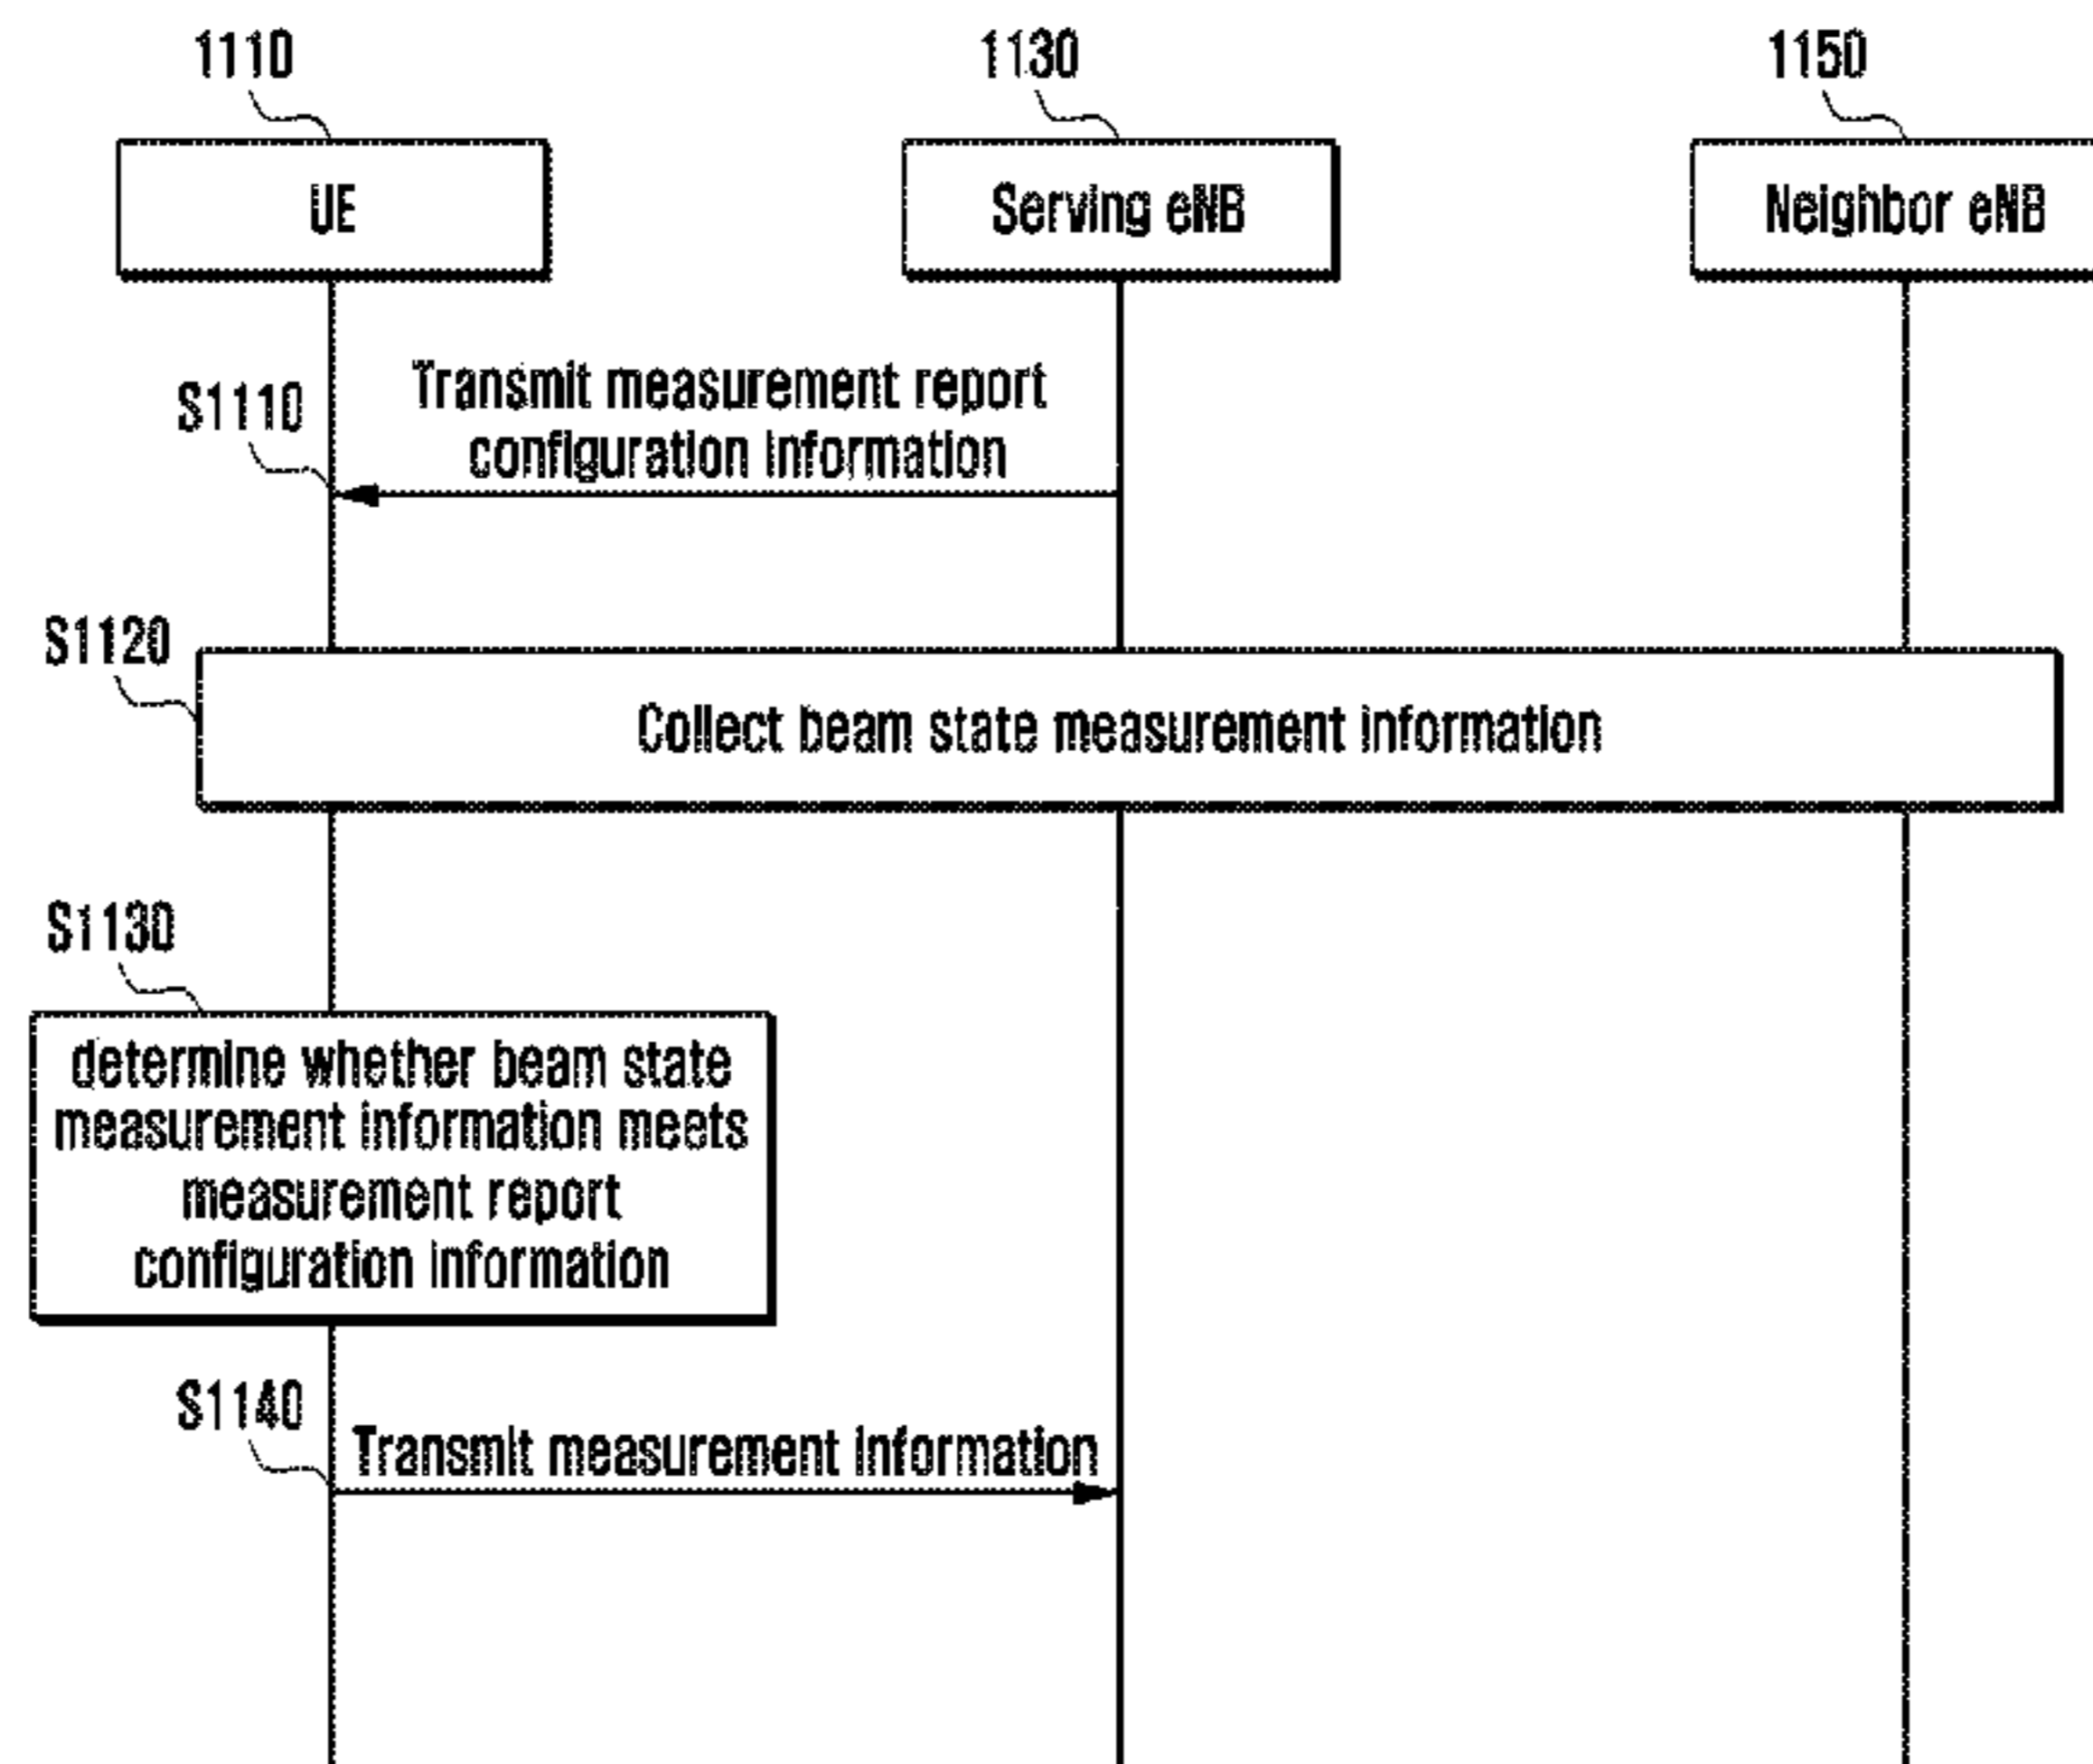 1110
1130
1150
UE
Serving eNB
Neighbor eNB
S1110
Transmit measurement report
configuration information
S1120
Collect beam state measurement information
S1130
determine whether beam state
measurement information meets
measurement report
configuration information
S1140
Transmit measurement information